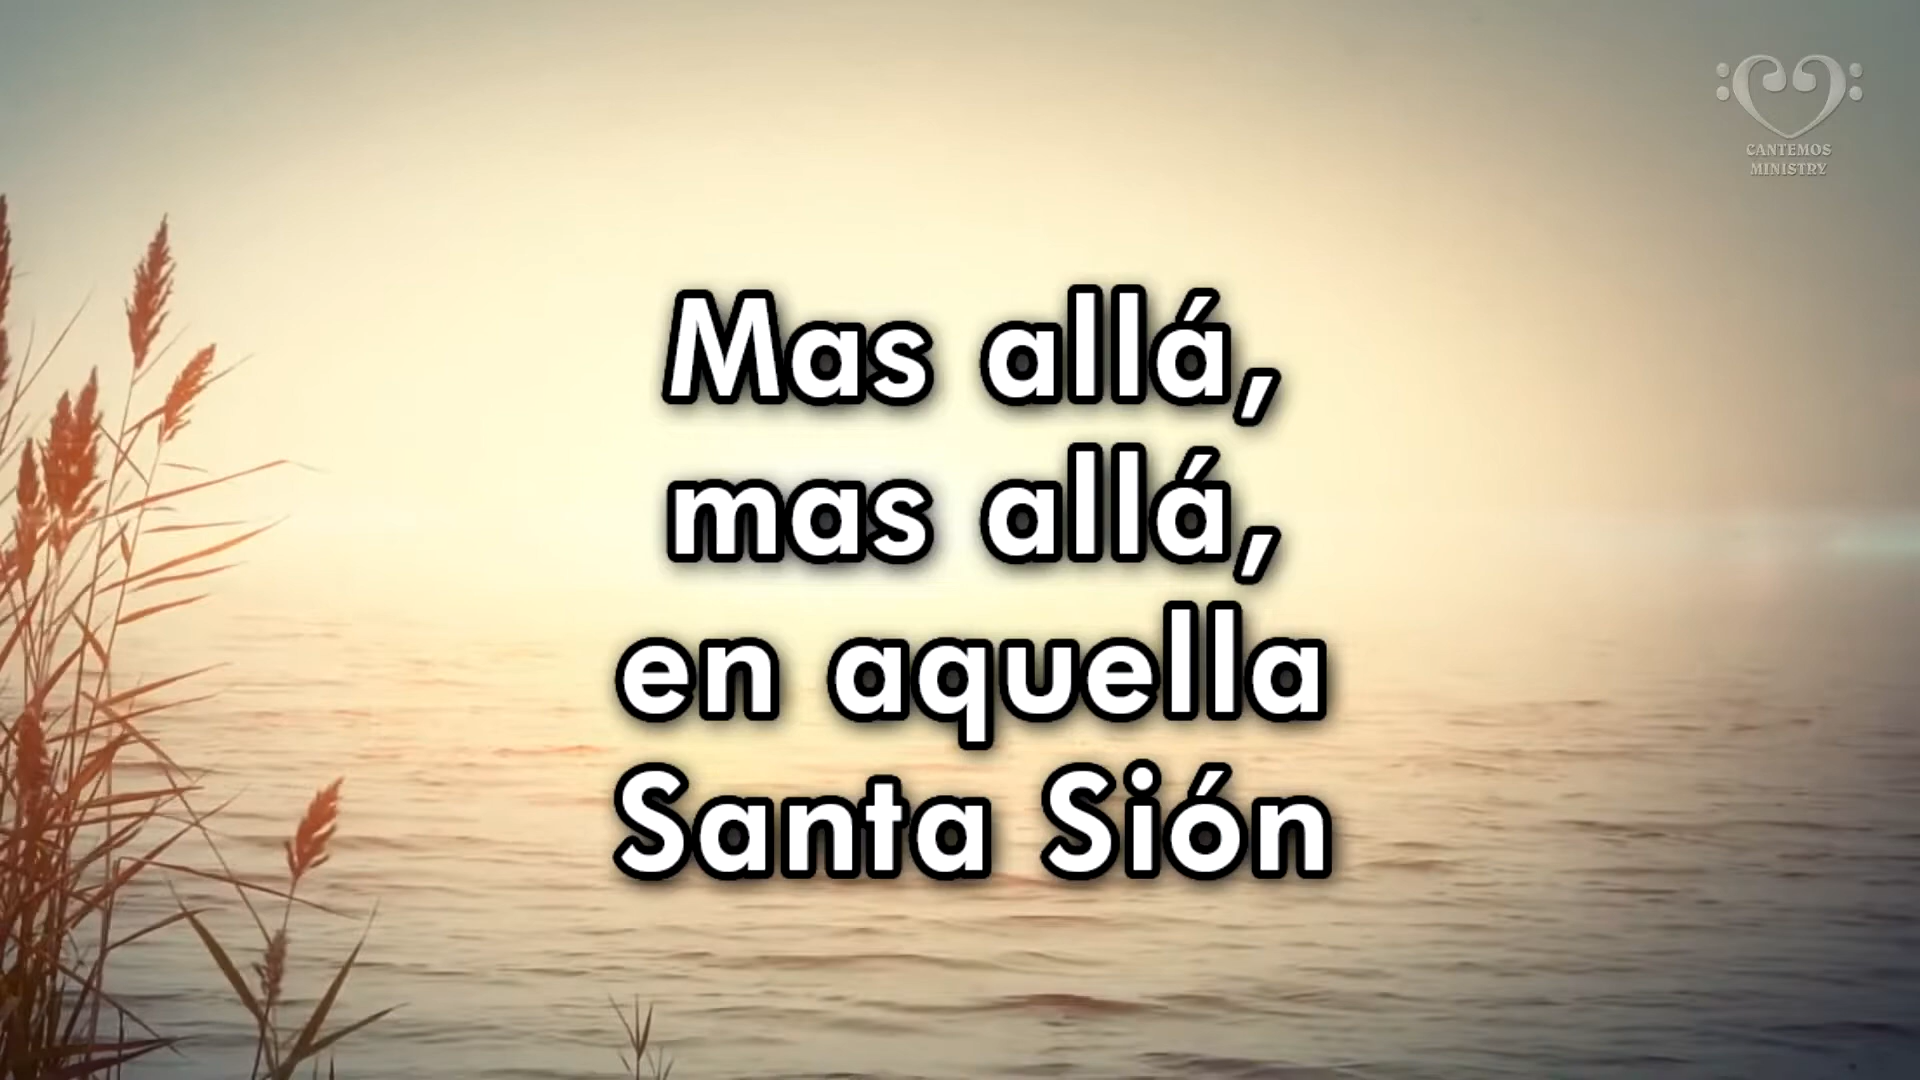 CANTEMOS
MINISTRY
Mas allá,
mas allá,
en aquella
Santa Sión